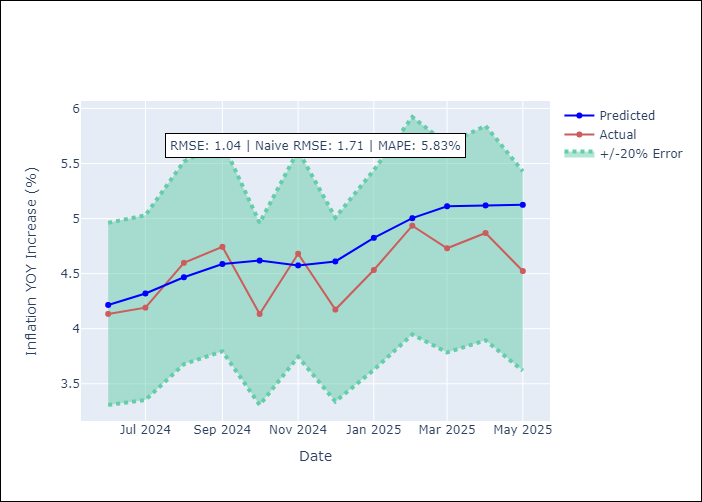 RMSE: 1.04 | Naive RMSE: 1.71 | MAPE: 5.83%
Predicted
Actual
+/-20% Error
Inflation YOY Increase (%)
6
5.5
5
4.5
4
3.5
Jul 2024
Sep 2024
Nov 2024
Jan 2025
Mar 2025
May 2025
Date